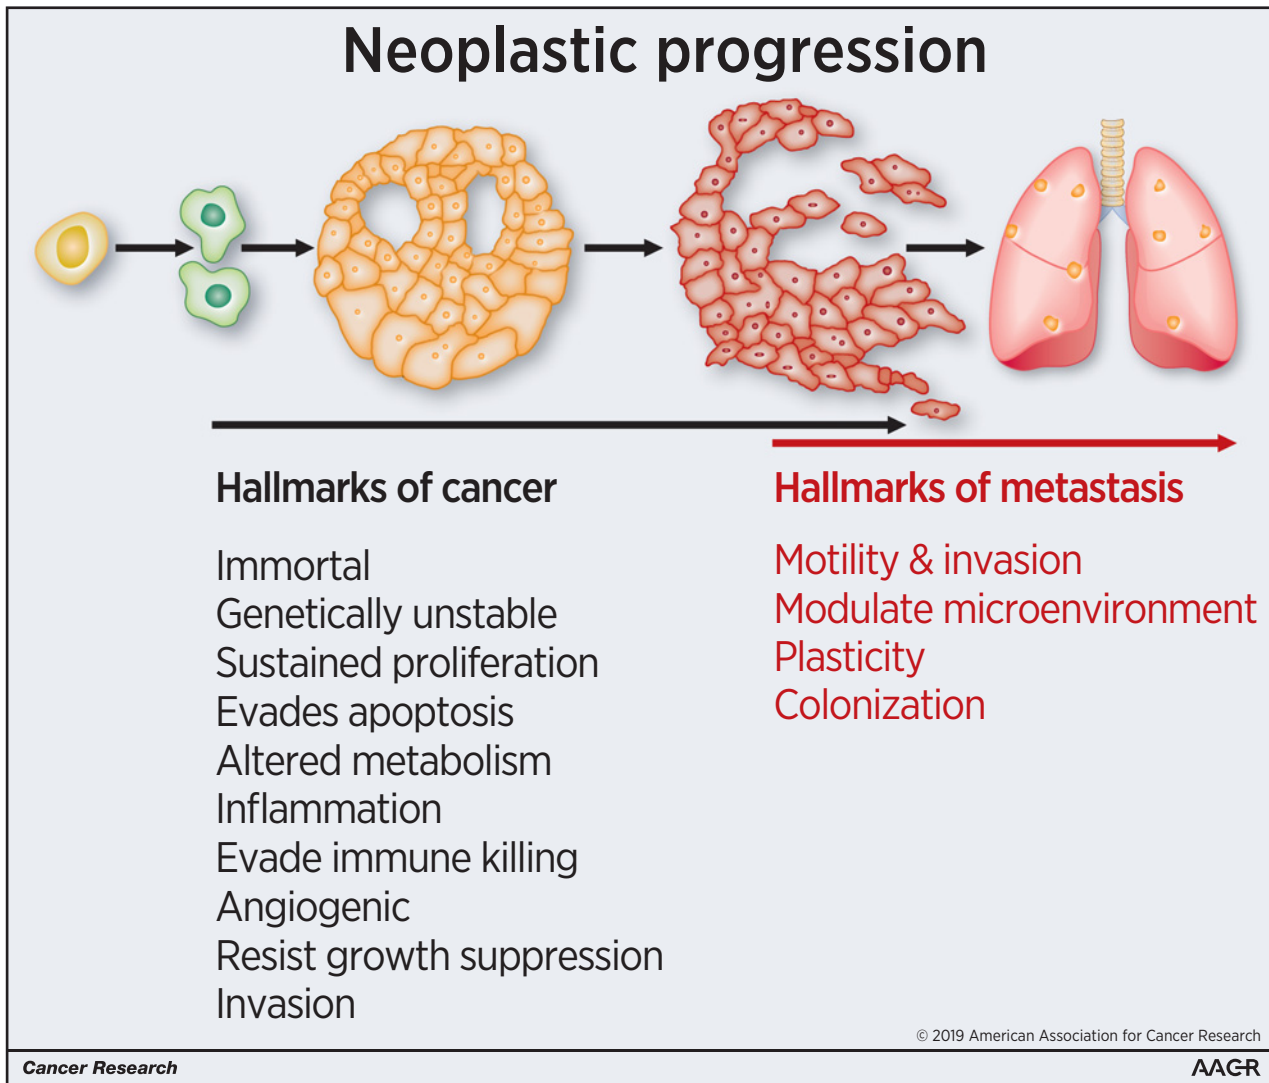 Neoplastic progression
Hallmarks of cancer
Immortal
Genetically unstable
Sustained proliferation
Evades apoptosis
Altered metabolism
Inflammation
Evade immune killing
Angiogenic
Resist growth suppression
Invasion
Hallmarks of metastasis
Motility & invasion
Modulate microenvironment
Plasticity
Colonization
© 2019 American Association for Cancer Research
Cancer Research
AACR